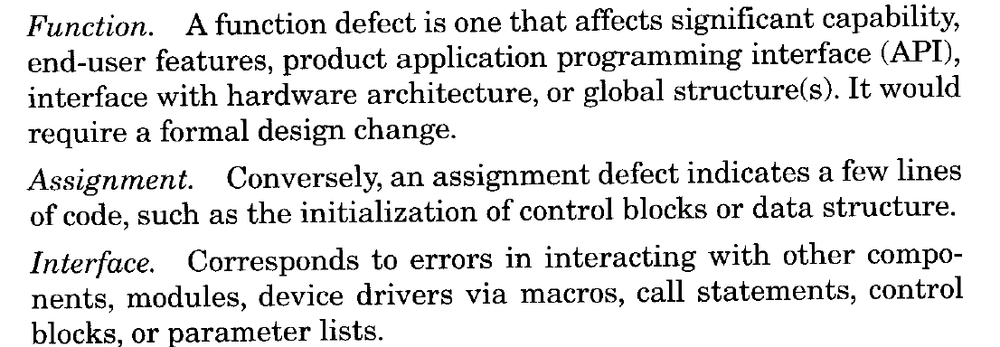 Function. A function defect is one that affects significant capability,
end-user features, product application programming interface (API),
interface with hardware architecture, or global structure(s). It would
require a formal design change.
Assignment. Conversely, an assignment defect indicates a few lines
of code, such as the initialization of control blocks or data structure.
Interface. Corresponds to errors in interacting with other compo-
nents, modules, device drivers via macros, call statements, control
blocks, or parameter lists.